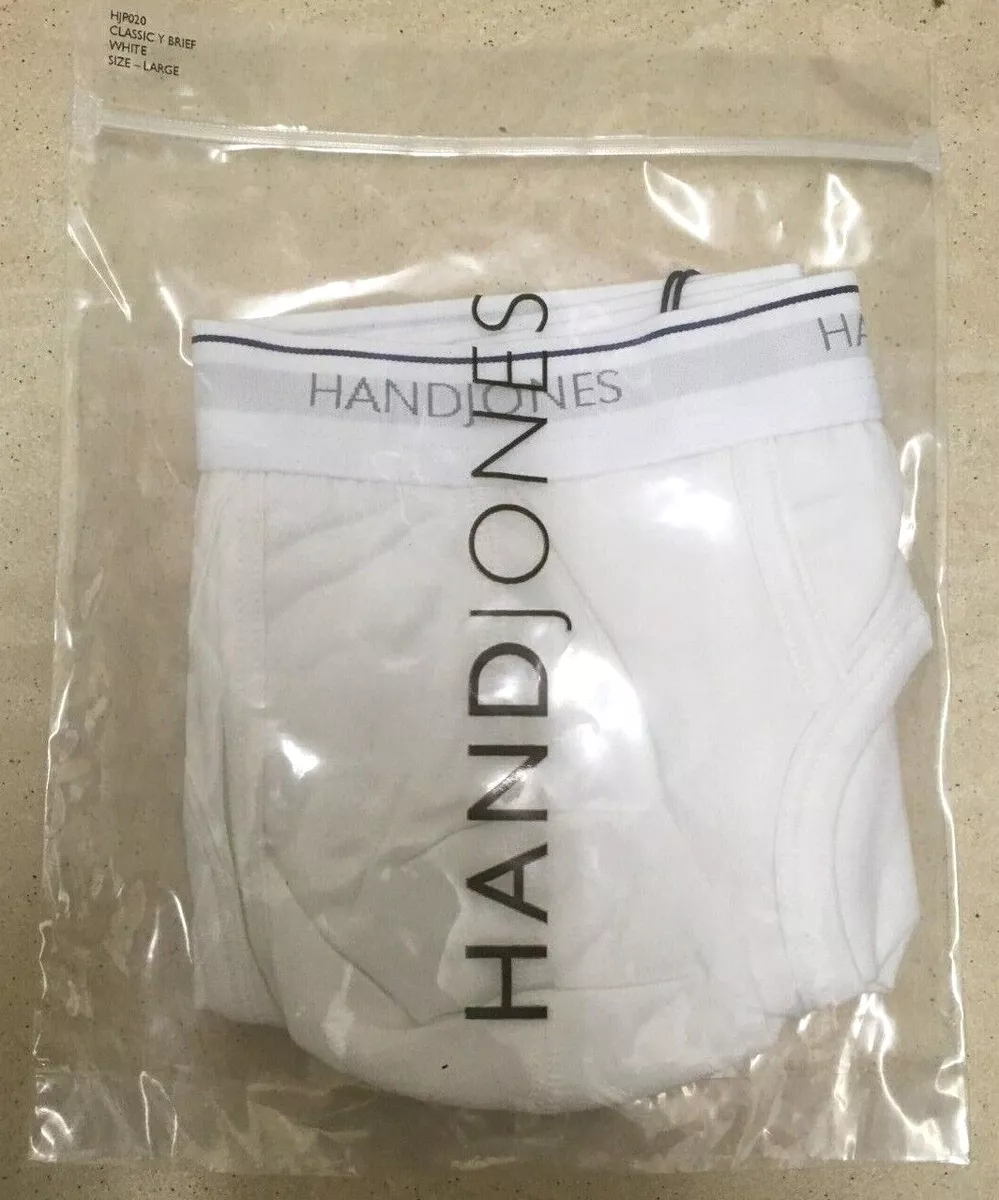 HJP020
CLASSIC Y BRIEF
WHITE
SIZE – LARGE
HANDJONES
HA
HANDJONES